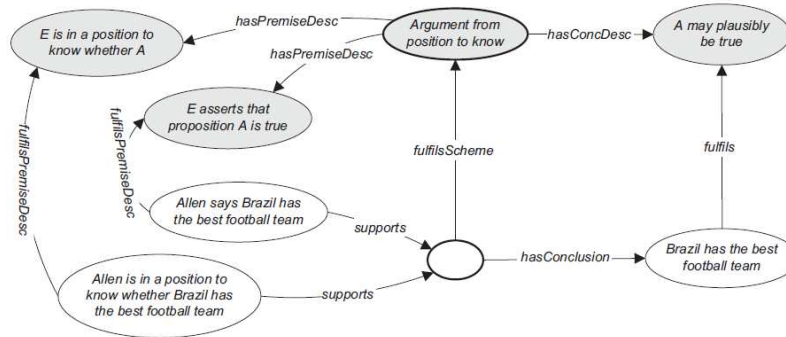 E is in a position to
know whether A
hasPremiseDesc
Argument from
position to know
hasConcDesc
A may plausibly
be true
hasPremiseDesc
E asserts that
proposition A is true
fulfilsPremiseDesc
fulfilsPremiseDesc
fulfilsScheme
fulfils
Allen says Brazil has
the best football team
supports
Allen is in a position to
know whether Brazil has
the best football team
supports
hasConclusion
Brazil has the best
football team